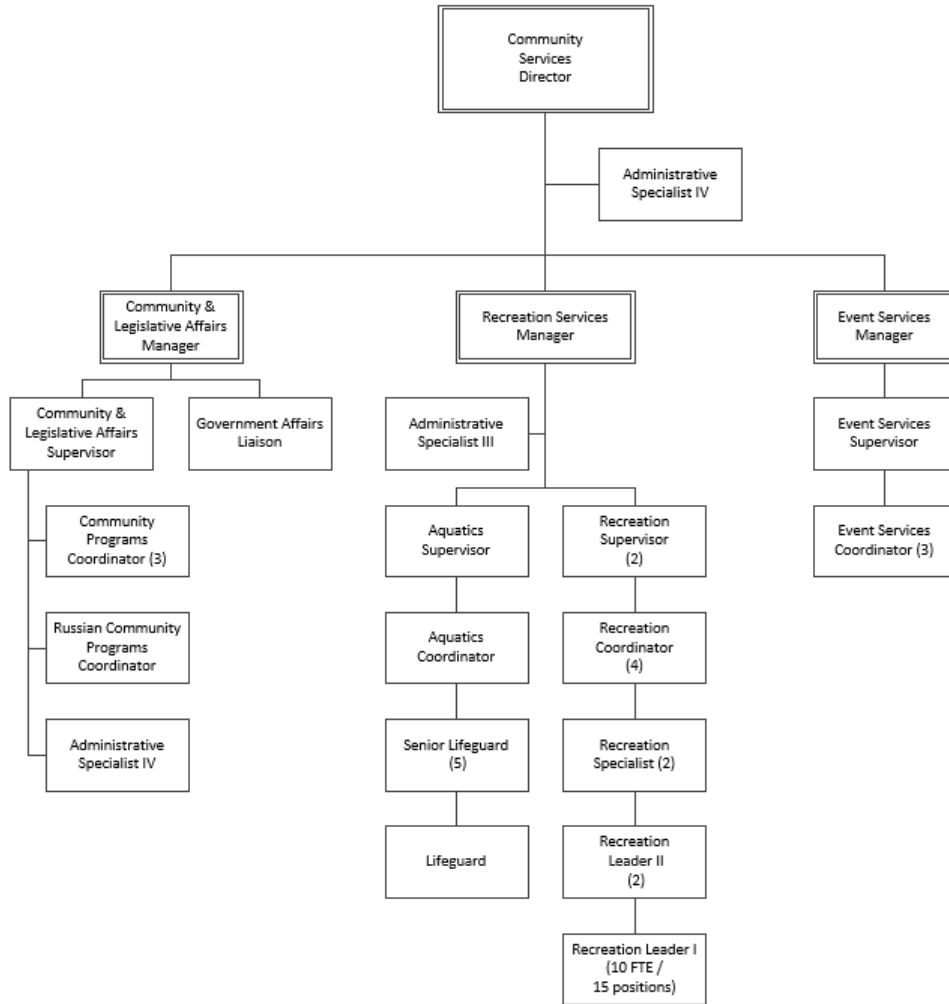 Community
Services
Director
Administrative
Specialist IV
Community &
Legislative Affairs
Manager
Recreation Services
Manager
Event Services
Manager
Community &
Legislative Affairs
Supervisor
Government Affairs
Liaison
Administrative
Specialist III
Event Services
Supervisor
Community
Programs
Coordinator (3)
Aquatics
Supervisor
Recreation
Supervisor
(2)
Event Services
Coordinator (3)
Russian Community
Programs
Coordinator
Aquatics
Coordinator
Recreation
Coordinator
(4)
Administrative
Specialist IV
Senior Lifeguard
(5)
Recreation
Specialist (2)
Lifeguard
Recreation
Leader II
(2)
Recreation Leader I
(10 FTE /
15 positions)